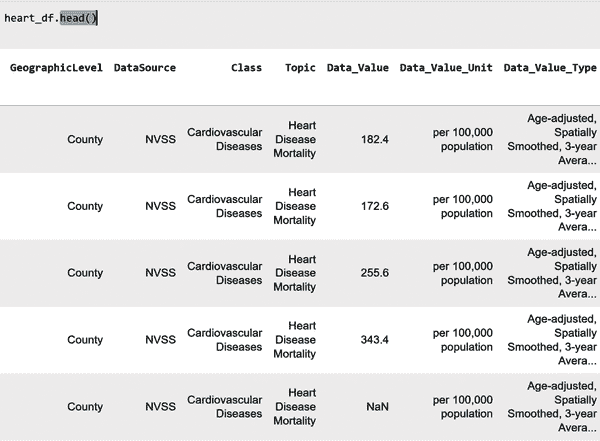 heart_df.head()
GeographicLevel DataSource Class Topic Data_Value Data_Value_Unit Data_Value_Type
County NVSS Cardiovascular Diseases Heart Disease Mortality 182.4 per 100,000 population Age-adjusted, Spatially Smoothed, 3-year Avera...
County NVSS Cardiovascular Diseases Heart Disease Mortality 172.6 per 100,000 population Age-adjusted, Spatially Smoothed, 3-year Avera...
County NVSS Cardiovascular Diseases Heart Disease Mortality 255.6 per 100,000 population Age-adjusted, Spatially Smoothed, 3-year Avera...
County NVSS Cardiovascular Diseases Heart Disease Mortality 343.4 per 100,000 population Age-adjusted, Spatially Smoothed, 3-year Avera...
County NVSS Cardiovascular Diseases Heart Disease Mortality NaN per 100,000 population Age-adjusted, Spatially Smoothed, 3-year Avera...